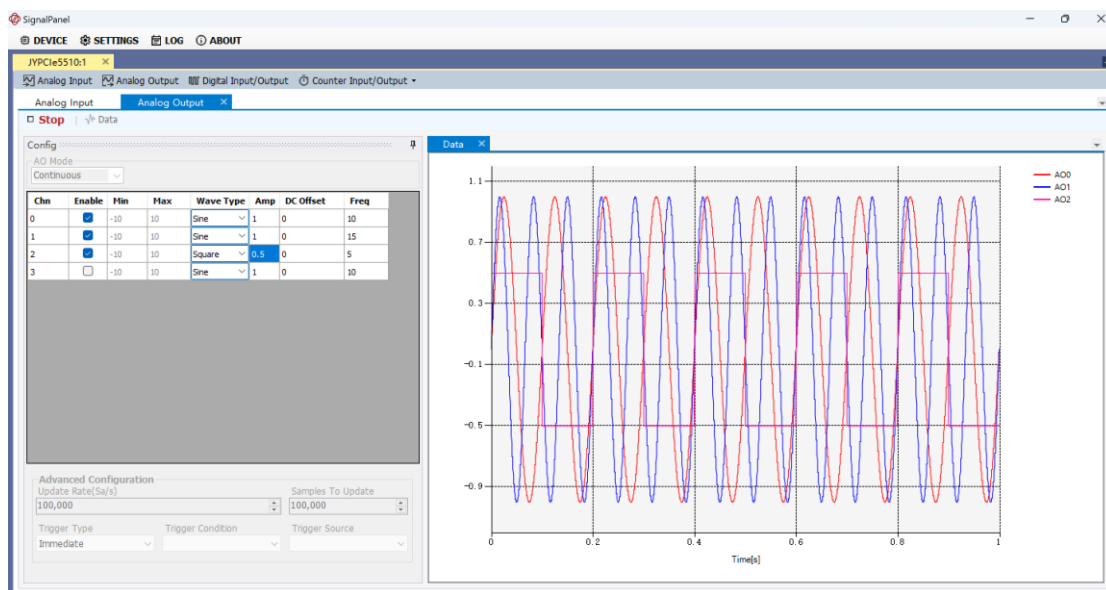 SignalPanel
DEVICE SETTINGS LOG ABOUT
JYPCIe5510:1
Analog Input Analog Output Digital Input/Output Counter Input/Output
Analog Input Analog Output
Stop Data
Config
AO Mode
Continuous
Chn Enable Min Max Wave Type Amp DC Offset Freq
0 -10 10 Sine 1 0 10
1 -10 10 Sine 1 0 15
2 -10 10 Square 0.5 0 5
3 -10 10 Sine 1 0 10
Advanced Configuration
Update Rate(Sa/s) Samples To Update
100,000 100,000
Trigger Type Trigger Condition Trigger Source
Immediate
Data
1.1
0.7
0.3
-0.1
-0.5
-0.9
0 0.2 0.4 0.6 0.8 1
Time[s]
AO0
AO1
AO2